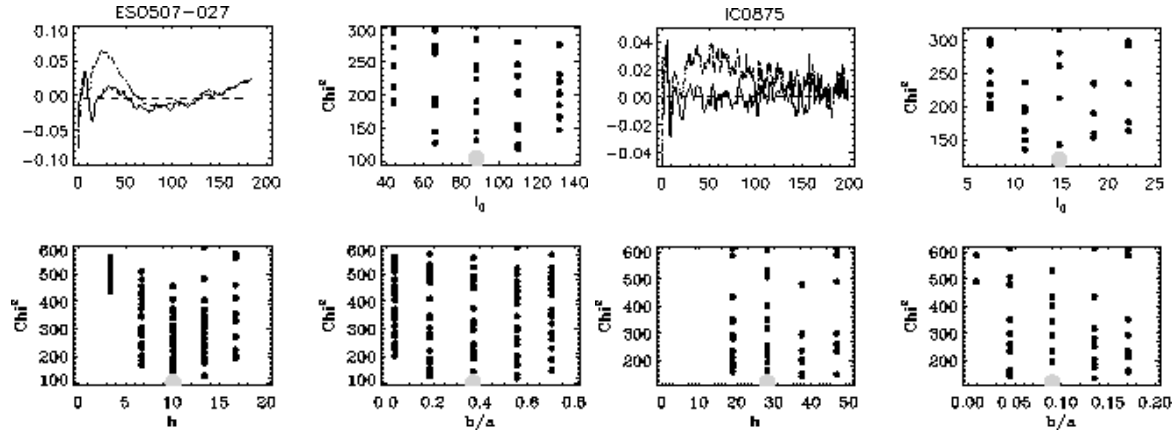 ESO507-027
IC0875
0.10
0.05
0.00
-0.05
-0.10
0 50 100 150 200
Chi²
300
250
200
150
100
40 60 80 100 120 140
I₀
0.04
0.02
0.00
-0.02
-0.04
0 50 100 150 200
Chi²
300
250
200
150
5 10 15 20 25
I₀
Chi²
600
500
400
300
200
100
0 5 10 15 20
h
Chi²
600
500
400
300
200
100
0.0 0.2 0.4 0.6 0.8
b/a
Chi²
600
500
400
300
200
0 10 20 30 40 50
h
Chi²
600
500
400
300
200
0.00 0.05 0.10 0.15 0.20
b/a